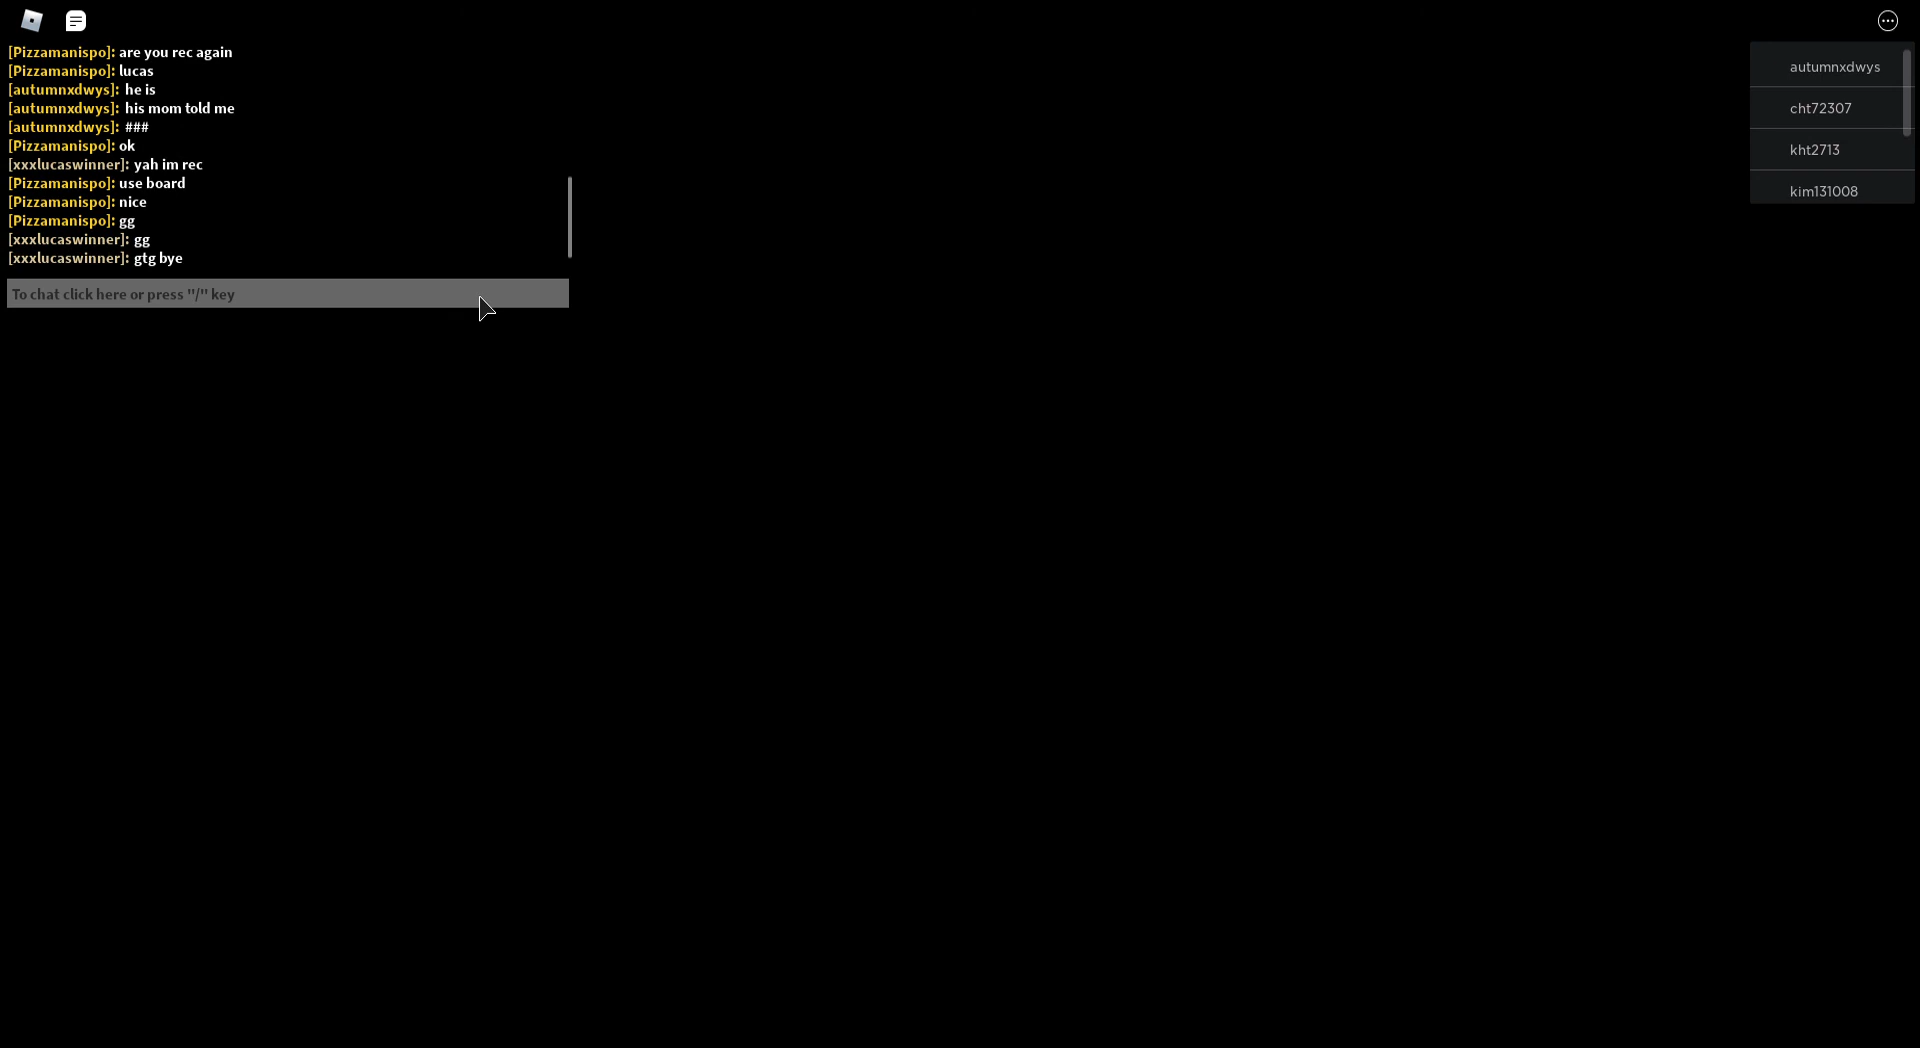 [Pizzamanispo]: are you rec again
[Pizzamanispo]: lucas
[autumnxdwys]: he is
[autumnxdwys]: his mom told me
[autumnxdwys]: ###
[Pizzamanispo]: ok
[xxxlucaswinner]: yah im rec
[Pizzamanispo]: use board
[Pizzamanispo]: nice
[Pizzamanispo]: gg
[xxxlucaswinner]: gg
[xxxlucaswinner]: gtg bye
To chat click here or press "/" key
autumnxdwys
cht72307
kht2713
kim131008